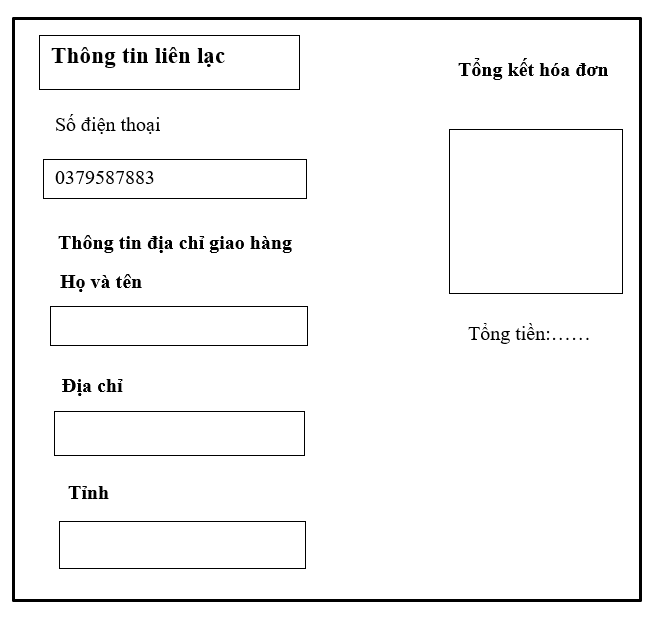 Thông tin liên lạc
Số điện thoại
0379587883
Thông tin địa chỉ giao hàng
Họ và tên
Địa chỉ
Tỉnh
Tổng kết hóa đơn
Tổng tiền:……